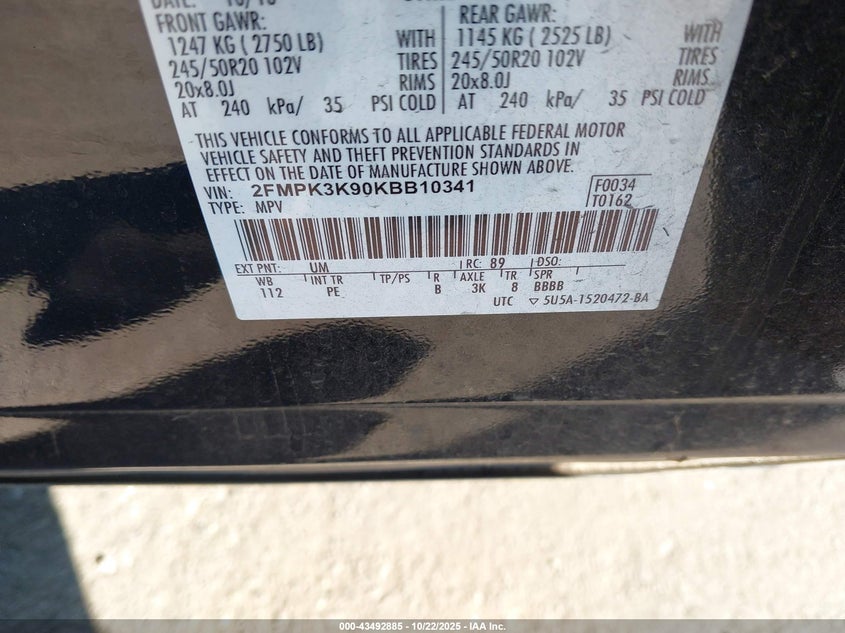 DATE: 10/18
FRONT GAWR:
1247 KG ( 2750 LB)
WITH
245/50R20 102V
TIRES
20x8.0J
RIMS
AT 240 kPa/ 35 PSI COLD
REAR GAWR:
1145 KG ( 2525 LB)
WITH
245/50R20 102V
TIRES
20x8.0J
RIMS
AT 240 kPa/ 35 PSI COLD
THIS VEHICLE CONFORMS TO ALL APPLICABLE FEDERAL MOTOR
VEHICLE SAFETY AND THEFT PREVENTION STANDARDS IN
EFFECT ON THE DATE OF MANUFACTURE SHOWN ABOVE.
VIN: 2FMPK3K90KBB10341
F0034
TYPE: MPV
T0162
EXT PNT: UM RC: 89 DSO:
WB INT TR TP/PS R AXLE TR SPR
112 PE B 3K 8 BBBB
UTC ▽ 5U5A-1520472-BA
000-43492885 | 10/22/2025 | IAA Inc.